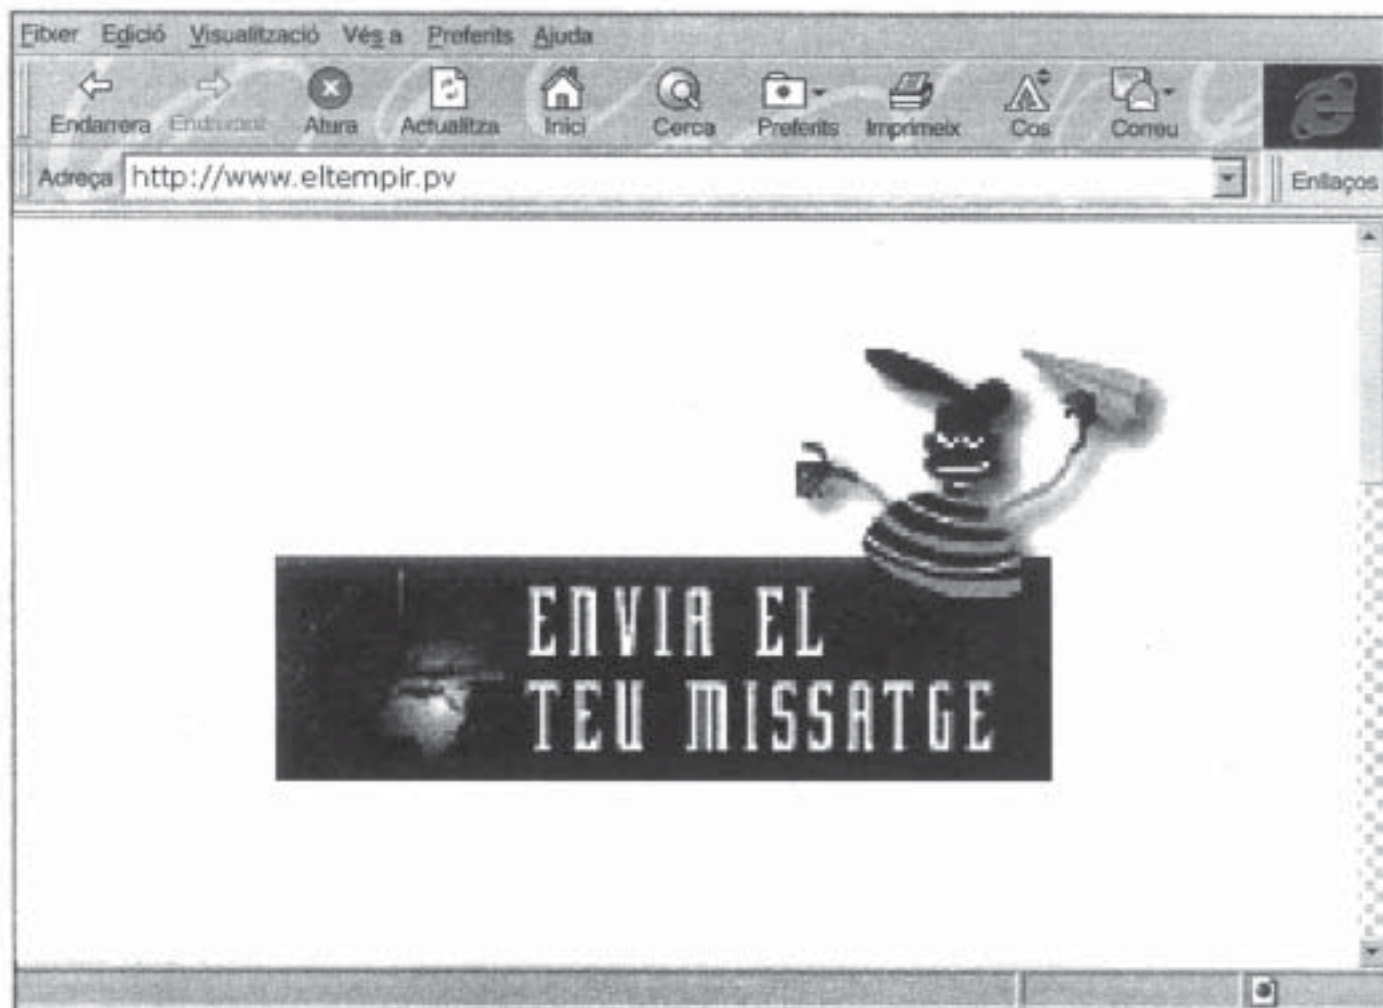 Fitxer Edició Visualització Vés a Preferits Ajuda
Endarrera Endavant Atura Actualitza Inici Cerca Preferits Imprimeix Cos Correu
Adreça http://www.eltempir.pv Enllaços
ENVIA EL
TEU MISSATGE